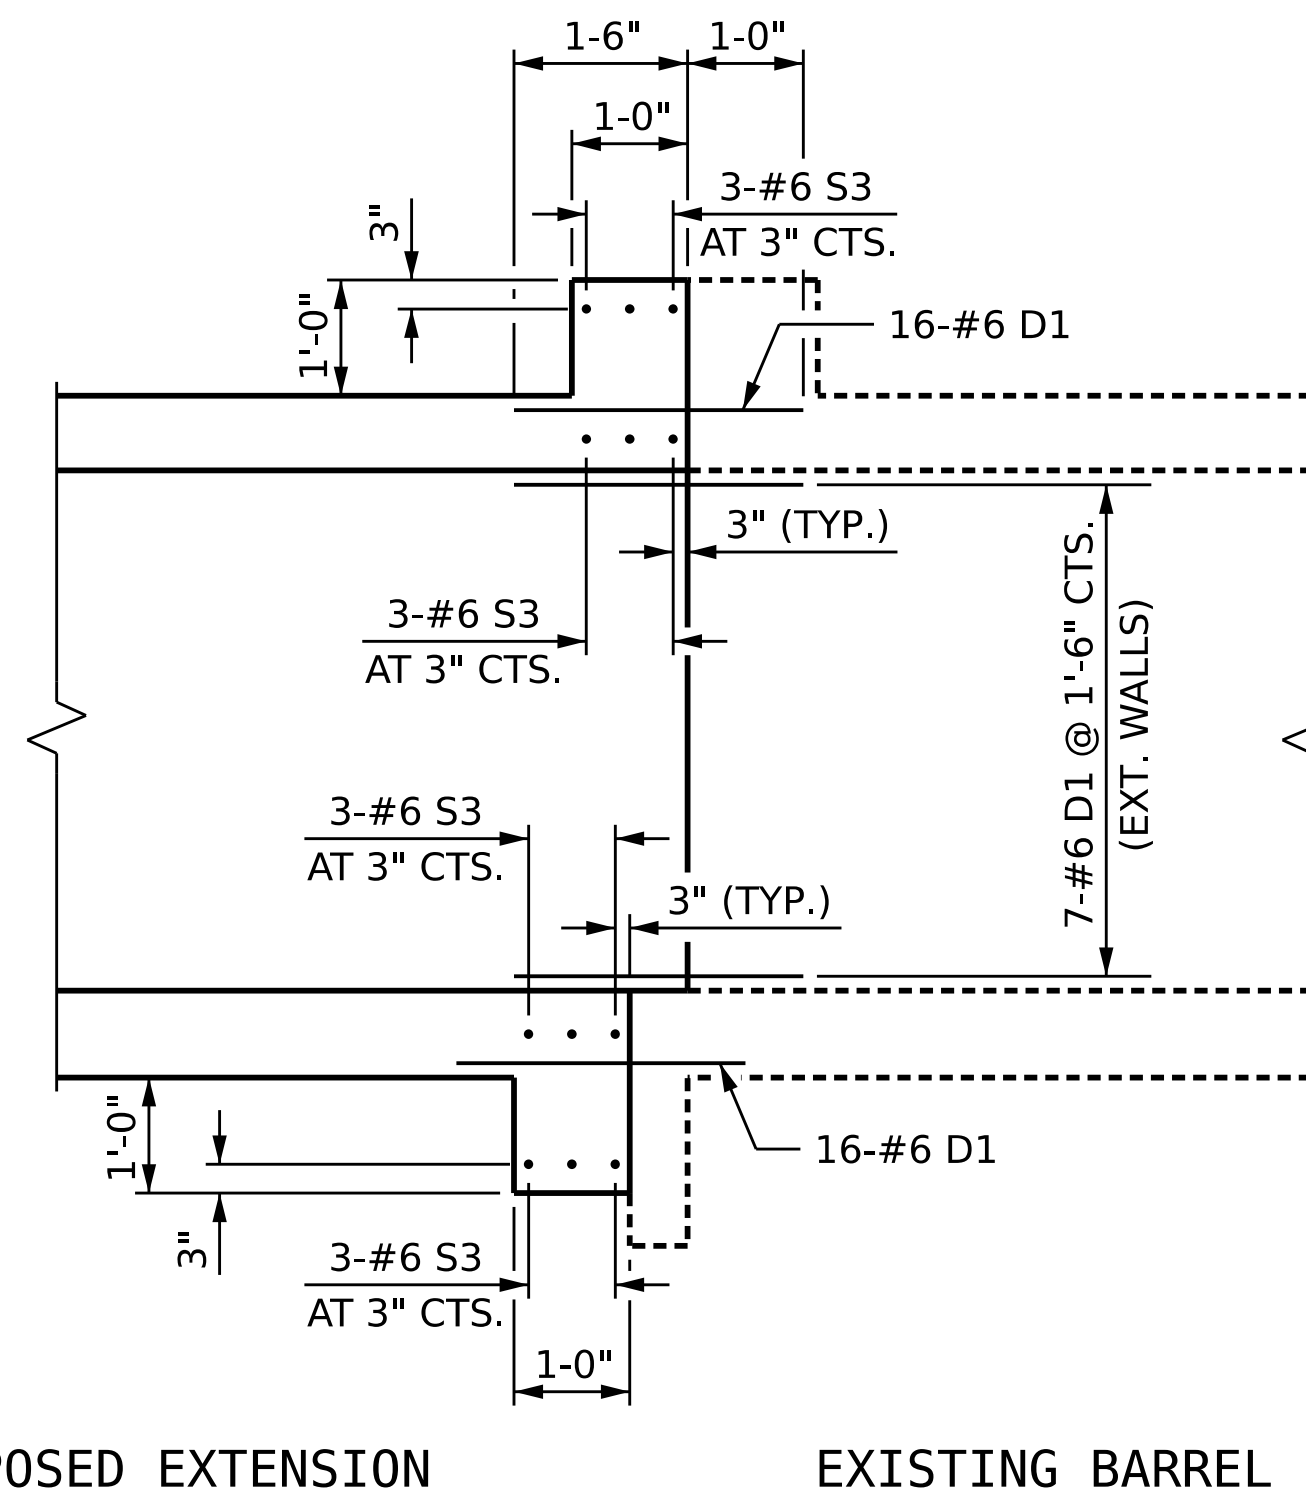 1-6" 1-0"
1-0"
3-#6 S3
AT 3" CTS.
3"
1'-0"
16-#6 D1
3" (TYP.)
3-#6 S3
AT 3" CTS.
7-#6 D1 @ 1'-6" CTS.
(EXT. WALLS)
3-#6 S3
AT 3" CTS.
3" (TYP.)
1'-0"
16-#6 D1
3"
3-#6 S3
AT 3" CTS.
1-0"
POSED EXTENSION EXISTING BARREL